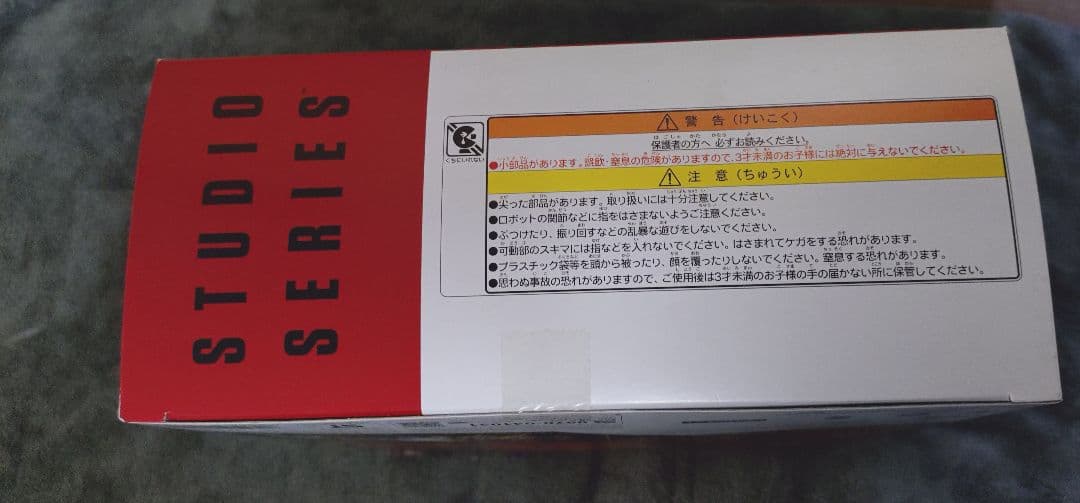 STUDIO
SERIES
くちにいれない
警告(けいこく)
保護者の方へ 必ずお読みください。
●小部品があります。誤飲・窒息の危険がありますので、3才未満のお子様には絶対に与えないでください。
注意(ちゅうい)
●尖った部品があります。取り扱いには十分注意してください。
●ロボットの関節などに指をはさまないようご注意ください。
●ぶつけたり、振り回すなどの乱暴な遊びをしないでください。
●可動部のスキマには指などを入れないでください。はさまれてケガをする恐れがあります。
●プラスチック袋等を頭から被ったり、顔を覆ったりしないでください。窒息する恐れがあります。
●思わぬ事故の恐れがありますので、ご使用後は3才未満のお子様の手の届かない所に保管してください。